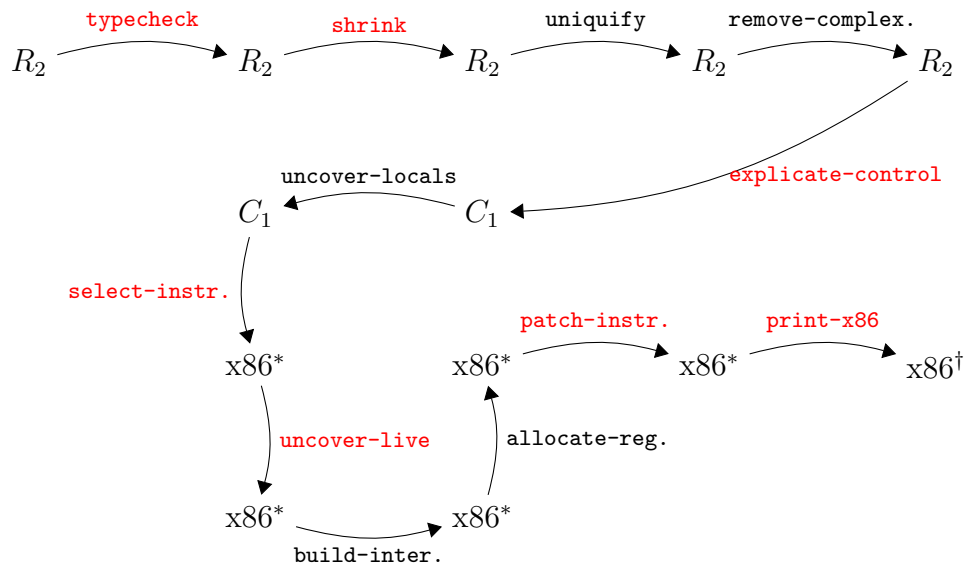 typecheck shrink uniquify remove-complex.
R₂ R₂ R₂ R₂ R₂
explicate-control
uncover-locals
C₁ C₁
select-instr.
patch-instr. print-x86
x86* x86* x86* x86†
uncover-live allocate-reg.
x86* x86*
build-inter.